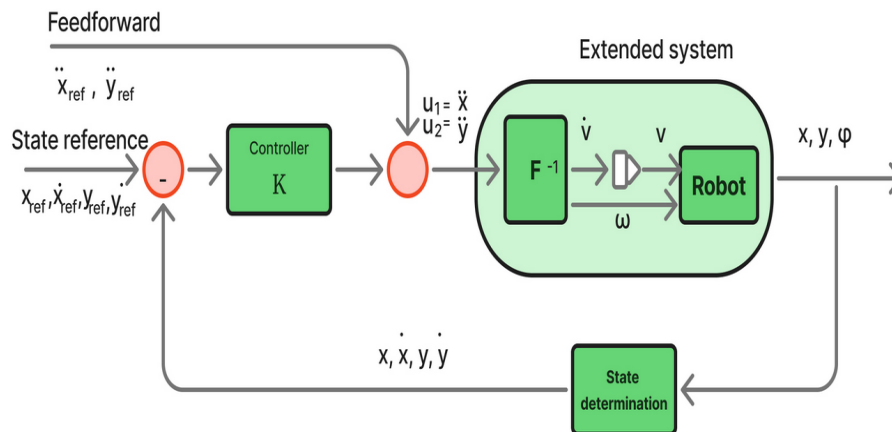 Feedforward
ẍref , ÿref
State reference
xref,ẋref,yref,ẏref
-
Controller
K
u1= ẍ
u2= ÿ
Extended system
F -1
v̇
v
ω
Robot
x, y, φ
x, ẋ, y, ẏ
State
determination